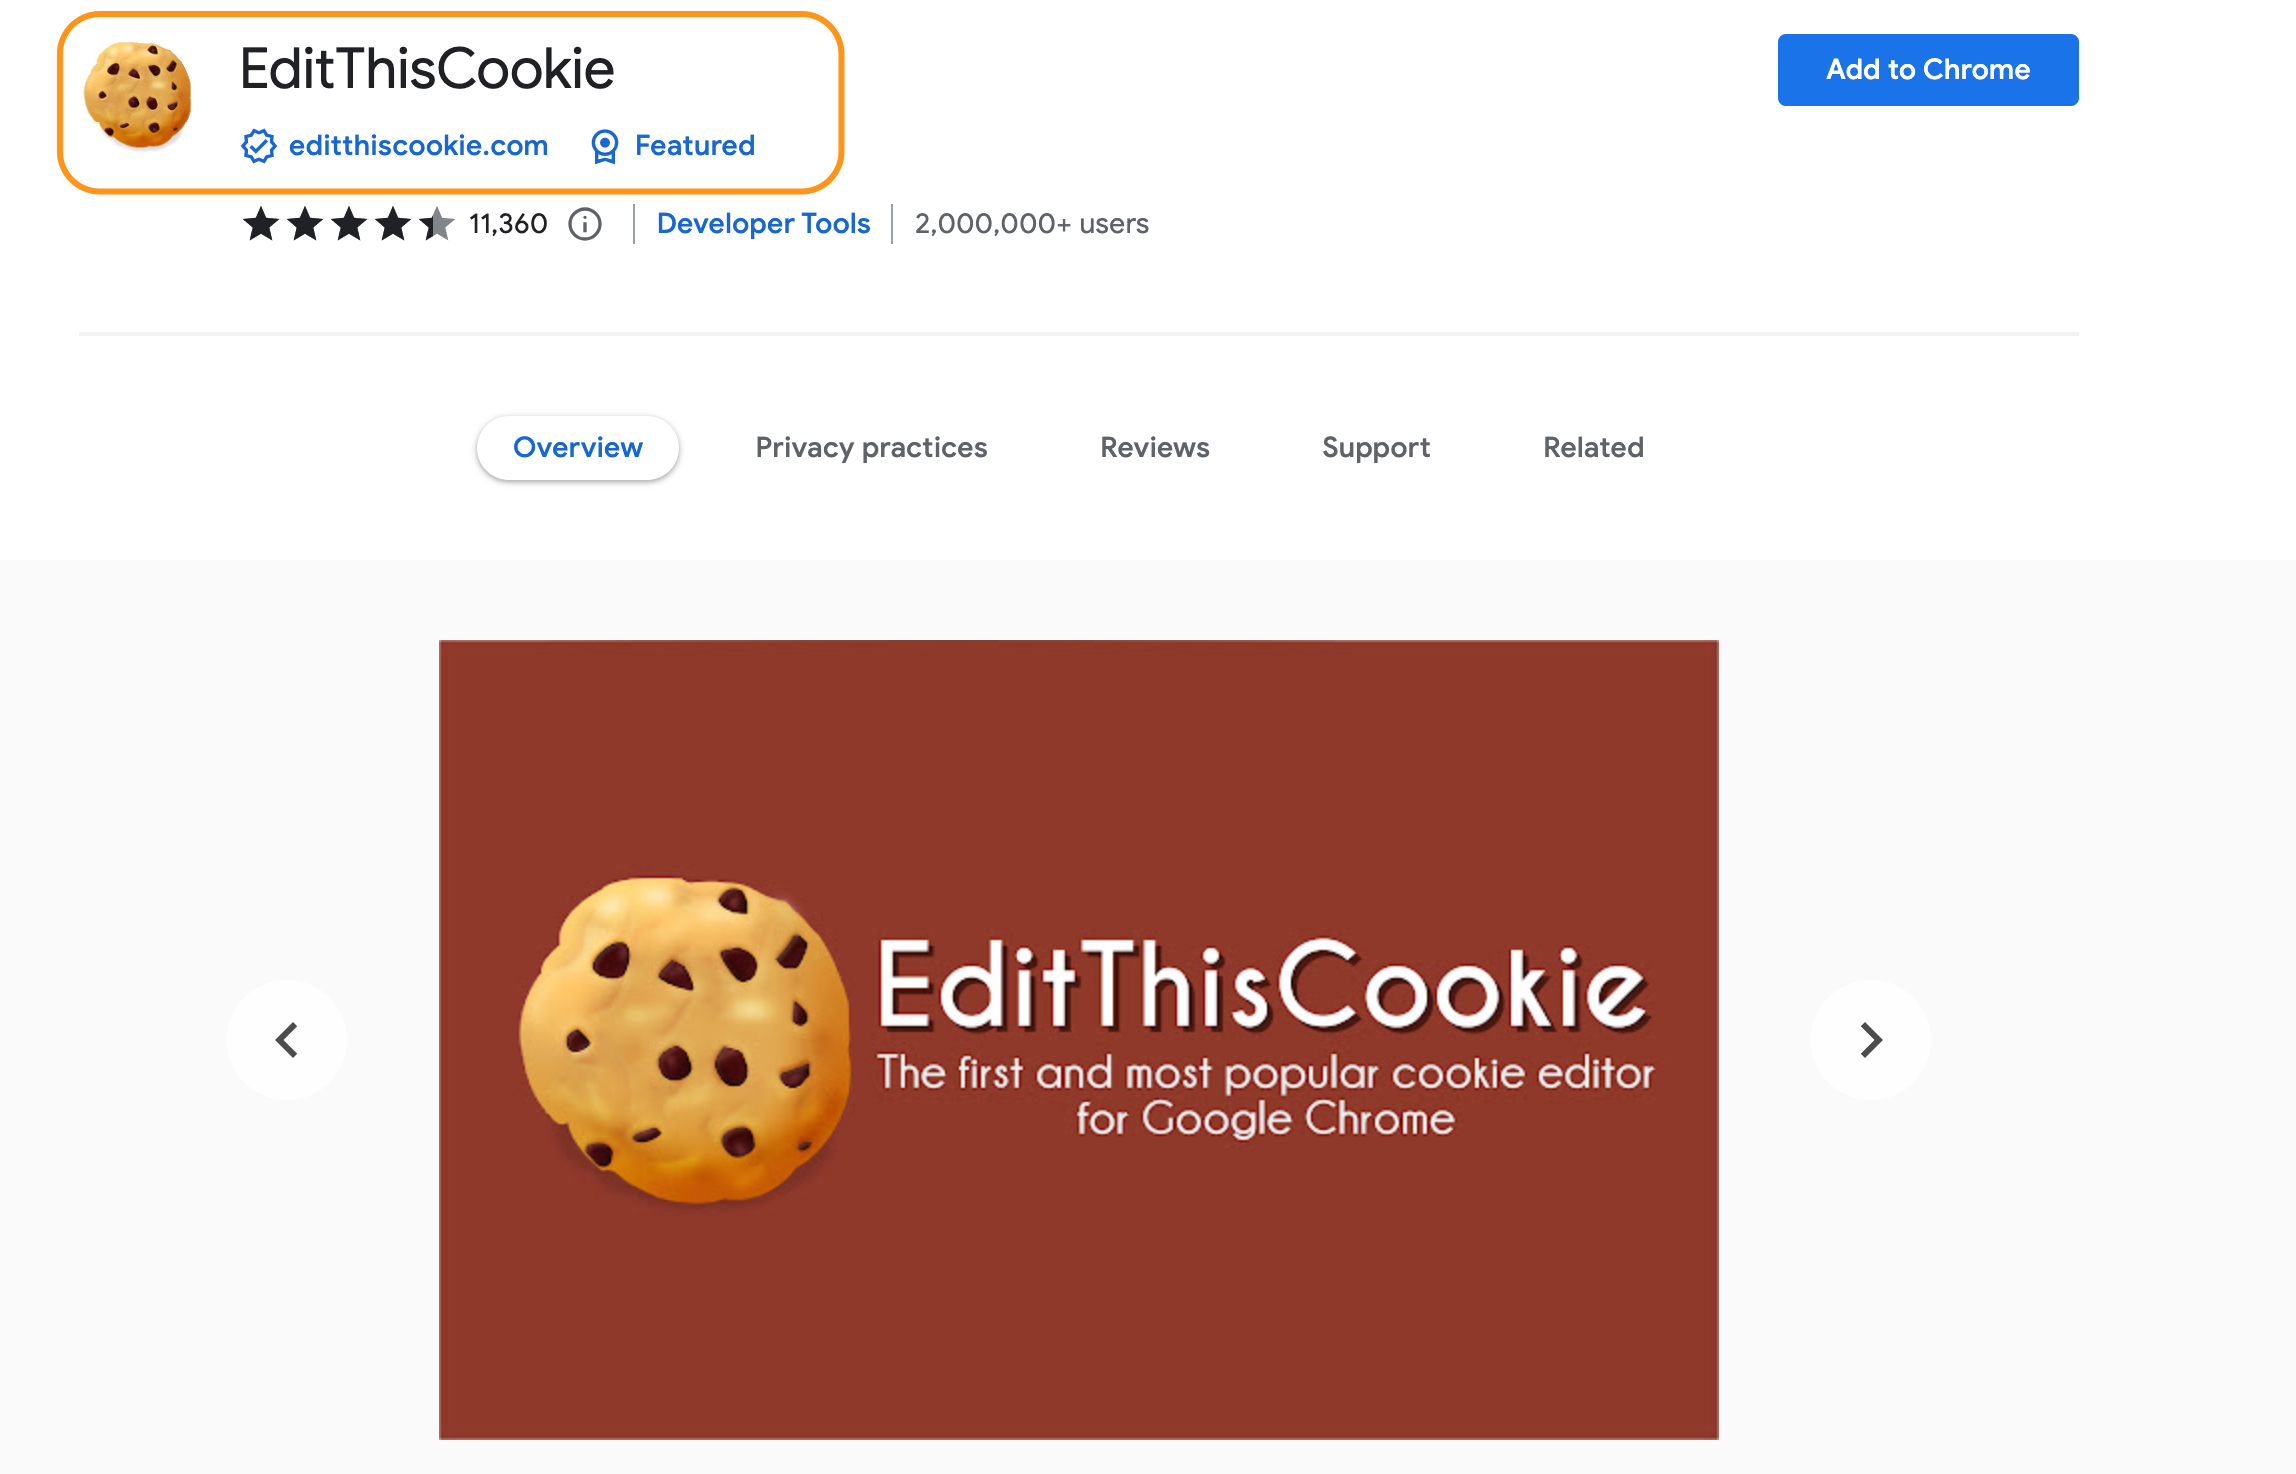 EditThisCookie
Add to Chrome
editthiscookie.com Featured
11,360 Developer Tools 2,000,000+ users
Overview Privacy practices Reviews Support Related
EditThisCookie
The first and most popular cookie editor
for Google Chrome